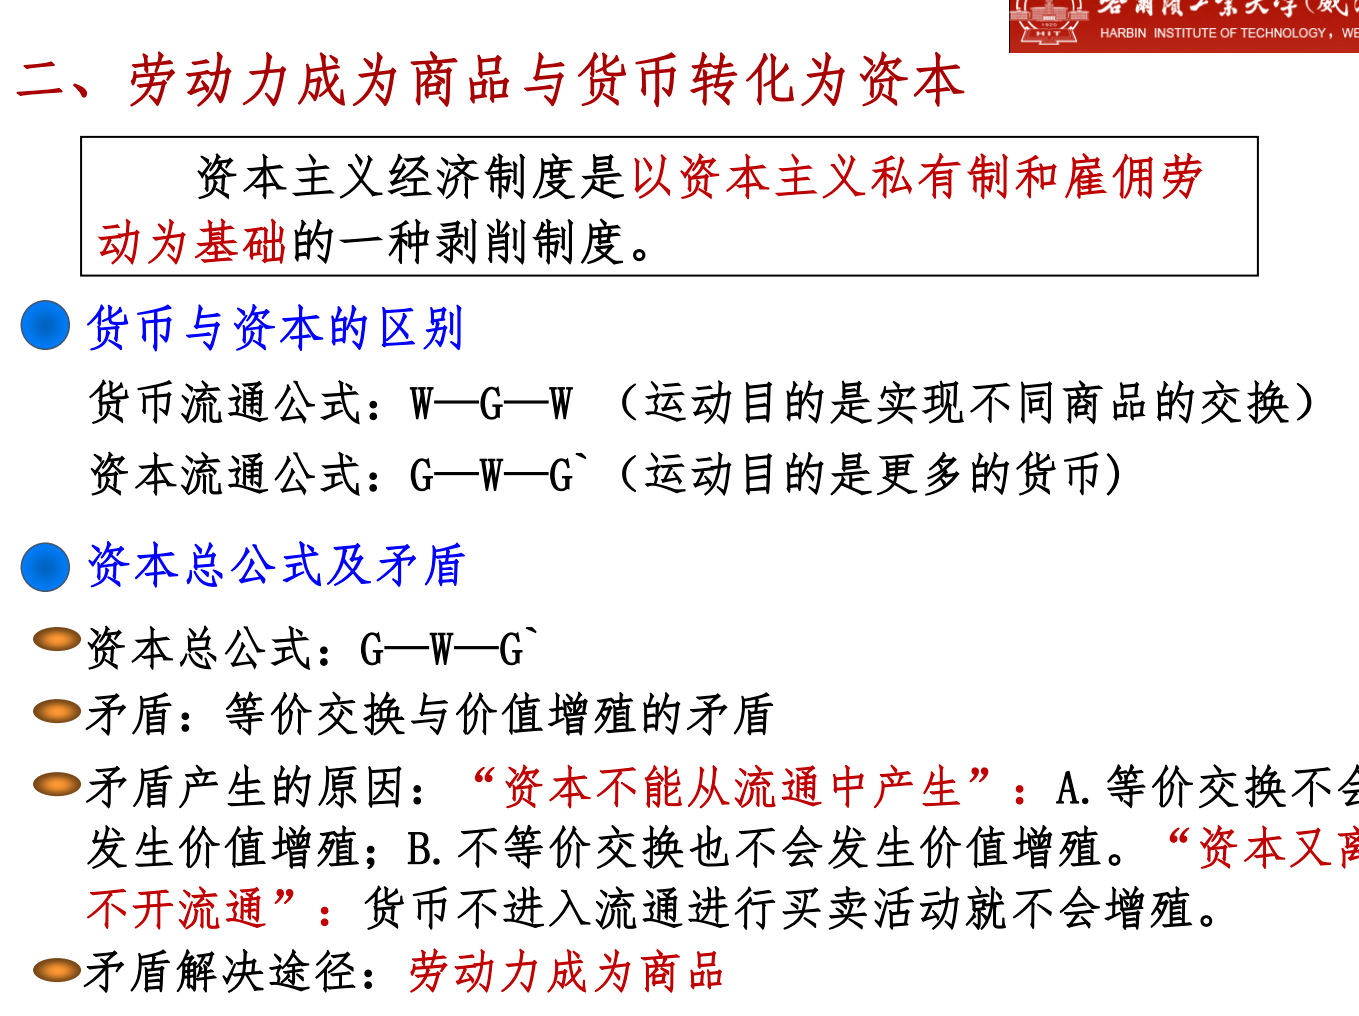 哈爾濱工業大學(威
HARBIN INSTITUTE OF TECHNOLOGY, WE
二、劳动力成为商品与货币转化为资本
资本主义经济制度是以资本主义私有制和雇佣劳
动为基础的一种剥削制度。
货币与资本的区别
货币流通公式：W—G—W （运动目的是实现不同商品的交换）
资本流通公式：G—W—G`（运动目的是更多的货币)
资本总公式及矛盾
资本总公式：G—W—G`
矛盾：等价交换与价值增殖的矛盾
矛盾产生的原因：“资本不能从流通中产生”：A.等价交换不会
发生价值增殖；B.不等价交换也不会发生价值增殖。“资本又离
不开流通”：货币不进入流通进行买卖活动就不会增殖。
矛盾解决途径：劳动力成为商品